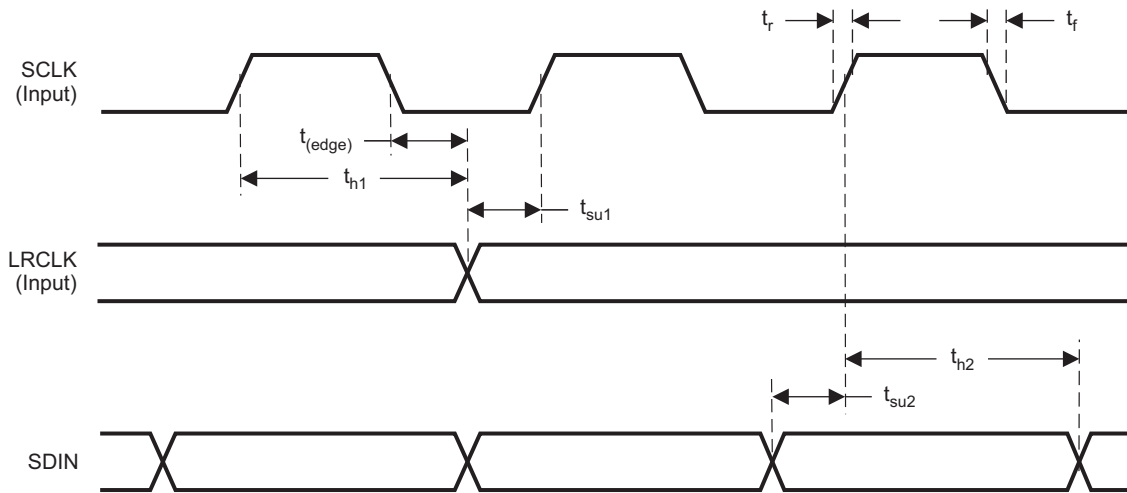 t_r
t_f
SCLK
(Input)
t_(edge)
t_h1
t_su1
LRCLK
(Input)
t_h2
t_su2
SDIN